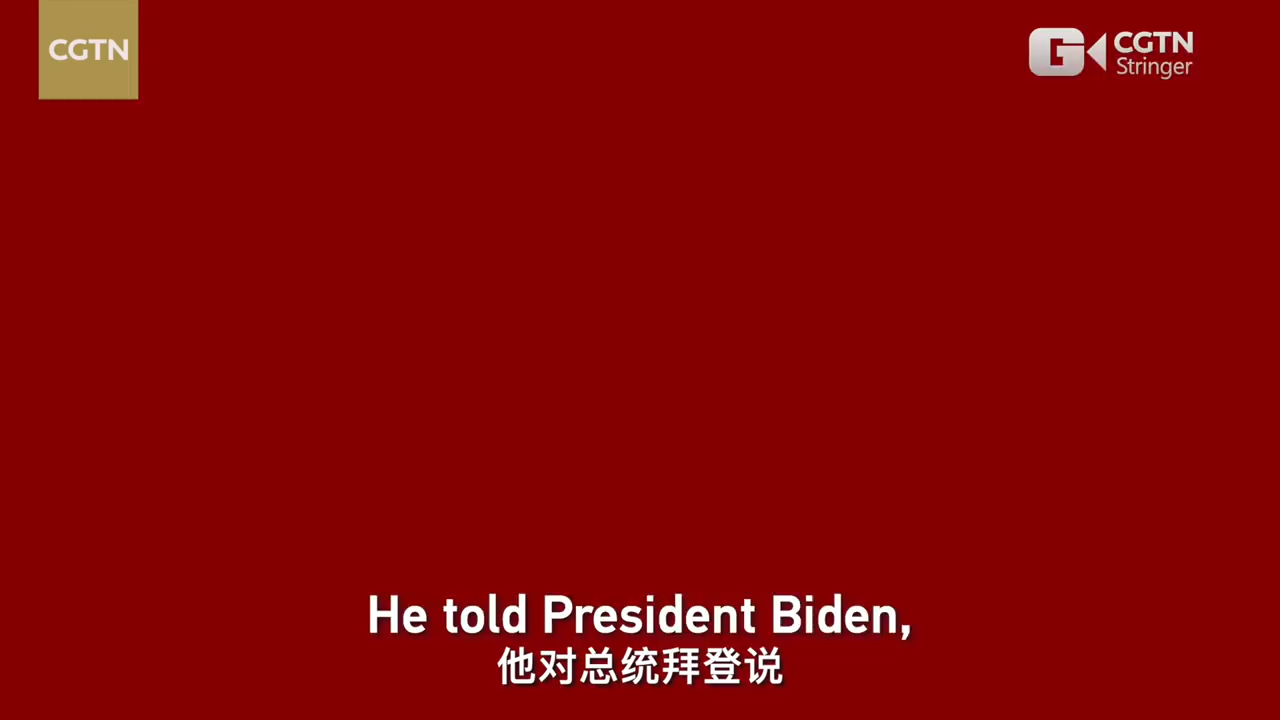 CGTN
CGTN
Stringer
He told President Biden,
他对总统拜登说